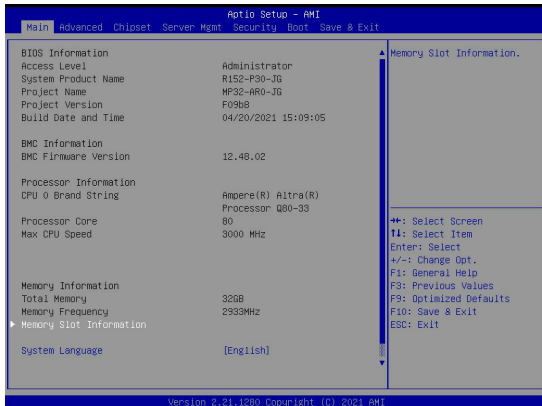 Aptio Setup - AMI
Main Advanced Chipset Server Mgmt Security Boot Save & Exit
BIOS Information
Access Level Administrator
System Product Name R152-P30-JG
Project Name MP32-AR0-JG
Project Version F09b8
Build Date and Time 04/20/2021 15:09:05
BMC Information
BMC Firmware Version 12.48.02
Processor Information
CPU 0 Brand String Ampere(R) Altra(R)
Processor Q80-33
Processor Core 80
Max CPU Speed 3000 MHz
Memory Information
Total Memory 32GB
Memory Frequency 2933MHz
Memory Slot Information
System Language [English]
Memory Slot Information.
→←: Select Screen
↑↓: Select Item
Enter: Select
+/-: Change Opt.
F1: General Help
F3: Previous Values
F9: Optimized Defaults
F10: Save & Exit
ESC: Exit
Version 2.21.1280 Copyright (C) 2021 AMI